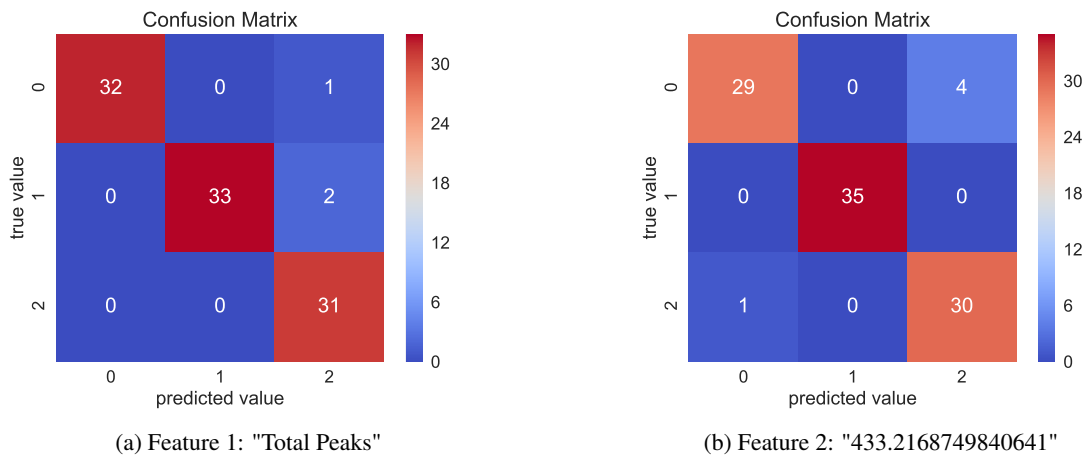 Confusion Matrix
0
1
2
true value
32 0 1
0 33 2
0 0 31
0 1 2
predicted value
30
24
18
12
6
0
(a) Feature 1: "Total Peaks"
Confusion Matrix
0
1
2
true value
29 0 4
0 35 0
1 0 30
0 1 2
predicted value
30
24
18
12
6
0
(b) Feature 2: "433.2168749840641"